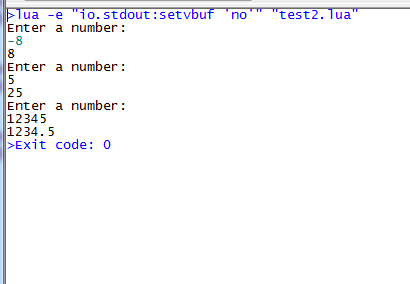 >lua -e "io.stdout:setvbuf 'no'" "test2.lua"
Enter a number:
-8
8
Enter a number:
5
25
Enter a number:
12345
1234.5
>Exit code: 0